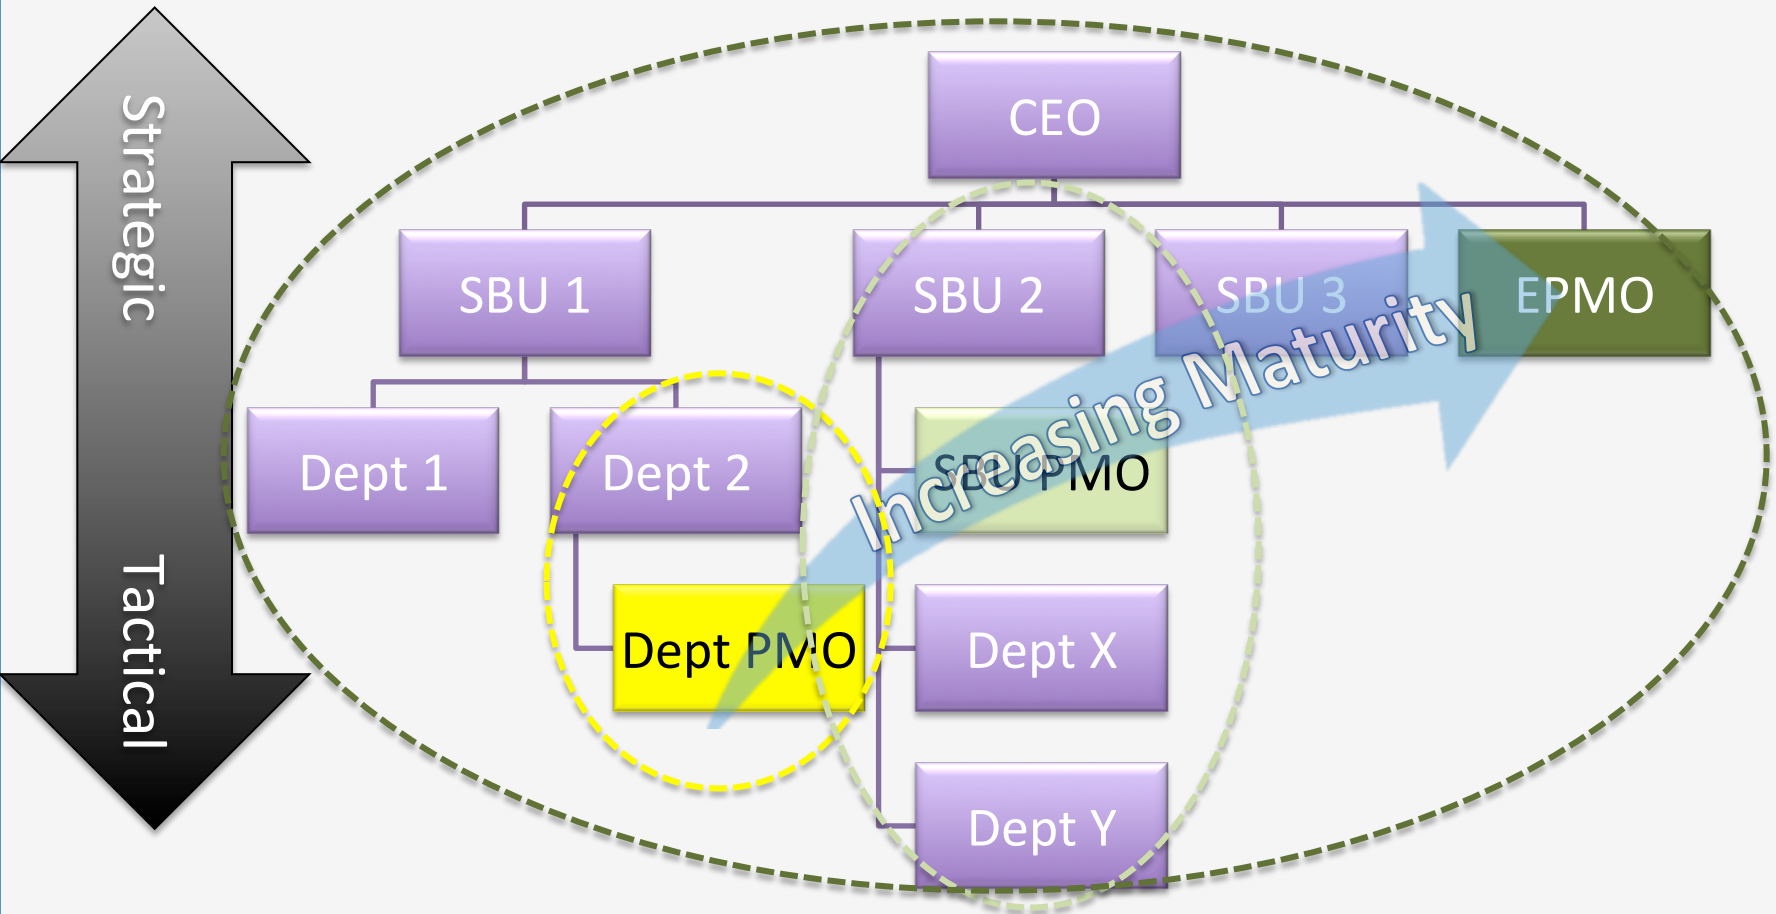 Strategic
Tactical
CEO
SBU 1
SBU 2
SBU 3
EPMO
Dept 1
Dept 2
SBU PMO
Dept PMO
Dept X
Dept Y
Increasing Maturity